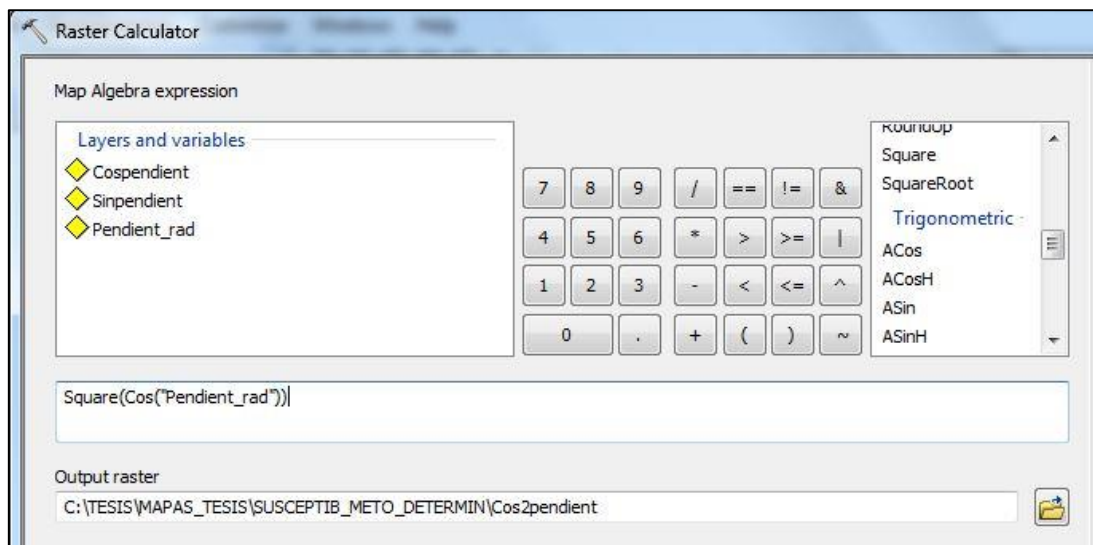 Raster Calculator
Map Algebra expression
Layers and variables
Cospendient
Sinpendient
Pendient_rad
7 8 9 / == != &
4 5 6 * > >= |
1 2 3 - < <= ^
0 . + ( ) ~
RoundUp
Square
SquareRoot
Trigonometric
ACos
ACosH
ASin
ASinH
Square(Cos("Pendient_rad"))
Output raster
C:\TESIS\MAPAS_TESIS\SUSCEPTIB_METO_DETERMIN\Cos2pendient